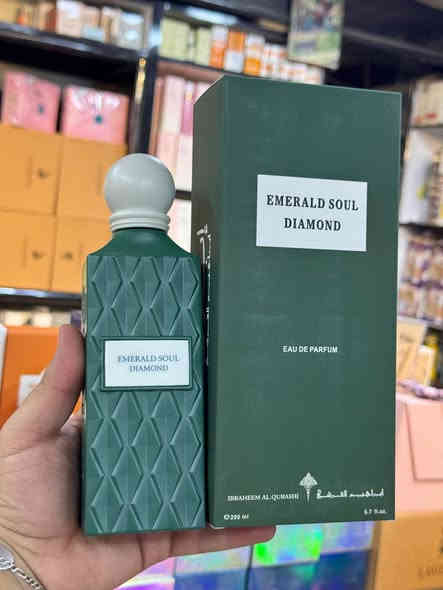 EMERALD SOUL
DIAMOND
EAU DE PARFUM
IBRAHEEM AL.QURASHI
℮200 ml
6.7 fl.oz.
EMERALD SOUL
DIAMOND